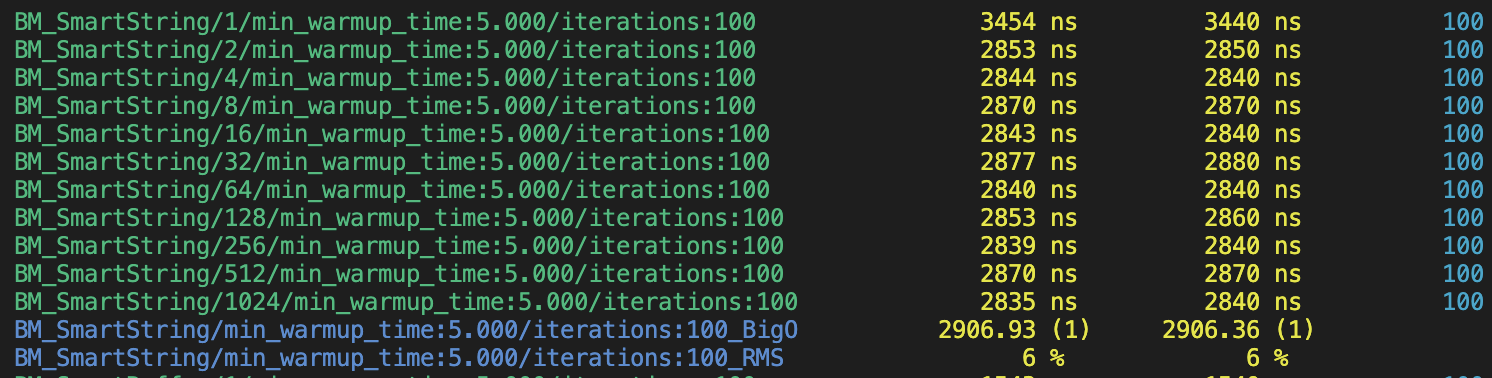 BM_SmartString/1/min_warmup_time:5.000/iterations:100 3454 ns 3440 ns 100
BM_SmartString/2/min_warmup_time:5.000/iterations:100 2853 ns 2850 ns 100
BM_SmartString/4/min_warmup_time:5.000/iterations:100 2844 ns 2840 ns 100
BM_SmartString/8/min_warmup_time:5.000/iterations:100 2870 ns 2870 ns 100
BM_SmartString/16/min_warmup_time:5.000/iterations:100 2843 ns 2840 ns 100
BM_SmartString/32/min_warmup_time:5.000/iterations:100 2877 ns 2880 ns 100
BM_SmartString/64/min_warmup_time:5.000/iterations:100 2840 ns 2840 ns 100
BM_SmartString/128/min_warmup_time:5.000/iterations:100 2853 ns 2860 ns 100
BM_SmartString/256/min_warmup_time:5.000/iterations:100 2839 ns 2840 ns 100
BM_SmartString/512/min_warmup_time:5.000/iterations:100 2870 ns 2870 ns 100
BM_SmartString/1024/min_warmup_time:5.000/iterations:100 2835 ns 2840 ns 100
BM_SmartString/min_warmup_time:5.000/iterations:100_BigO 2906.93 (1) 2906.36 (1)
BM_SmartString/min_warmup_time:5.000/iterations:100_RMS 6 % 6 %